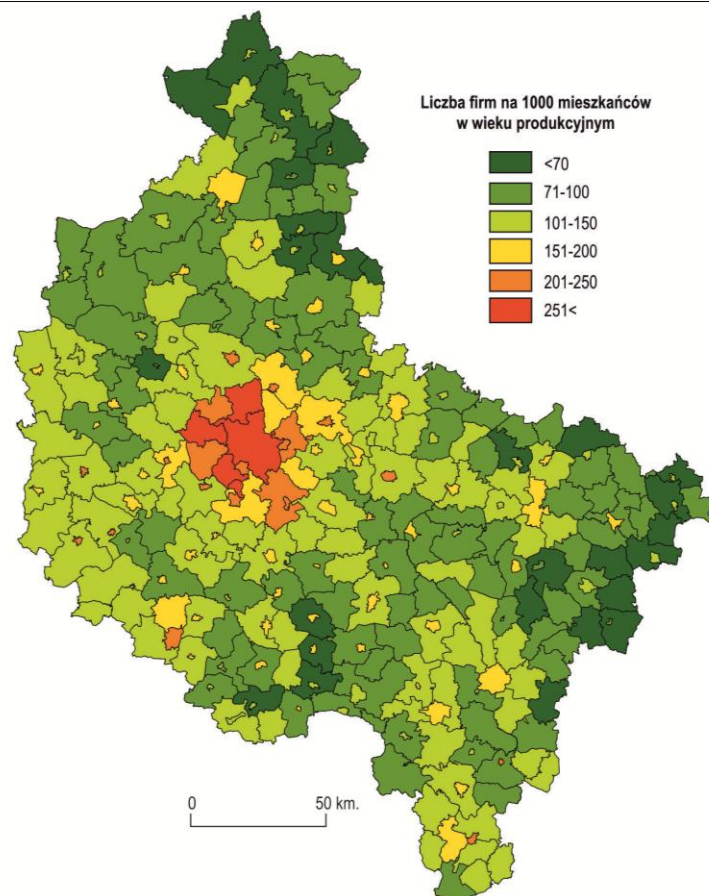 Liczba firm na 1000 mieszkańców
w wieku produkcyjnym
<70
71-100
101-150
151-200
201-250
251<
0 50 km.